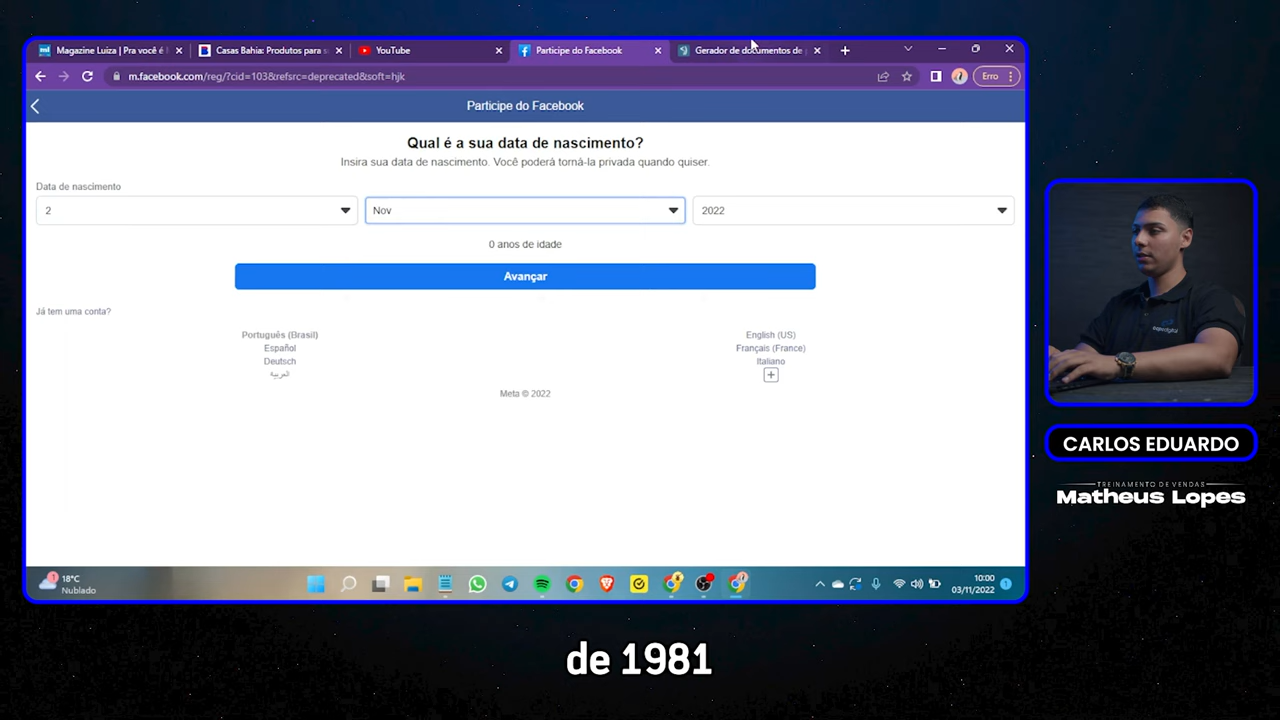 Magazine Luiza | Pra você é
Casas Bahia: Produtos para s
YouTube
Participe do Facebook
Gerador de documentos de
m.facebook.com/reg/?cid=103&refsrc=deprecated&soft=hjk
Erro
Participe do Facebook
Qual é a sua data de nascimento?
Insira sua data de nascimento. Você poderá torná-la privada quando quiser.
Data de nascimento
2
Nov
2022
0 anos de idade
Avançar
Já tem uma conta?
Português (Brasil)
English (US)
Español
Français (France)
Deutsch
Italiano
العربية
Meta © 2022
CARLOS EDUARDO
TREINAMENTO DE VENDAS
Matheus Lopes
18°C
Nublado
10:00
03/11/2022
de 1981